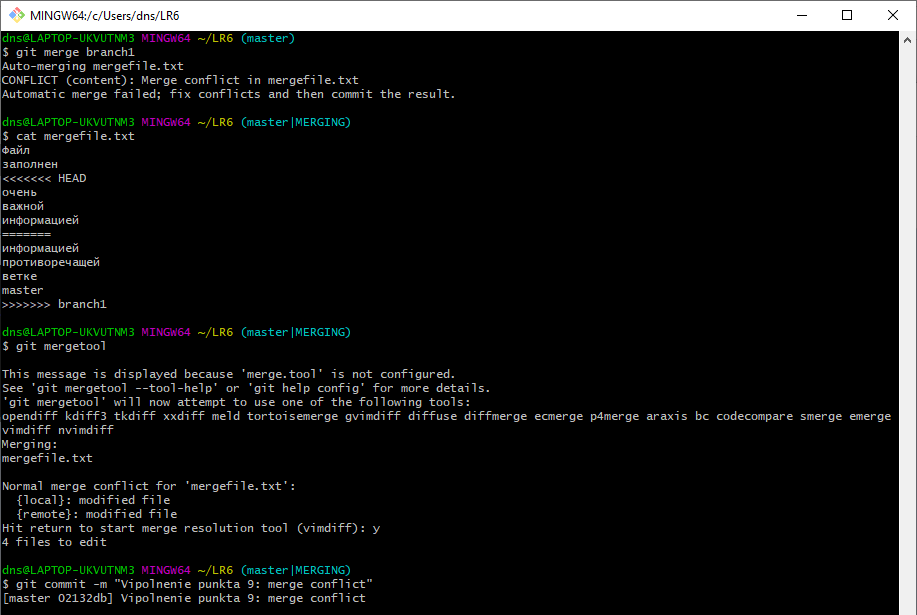 MINGW64:/c/Users/dns/LR6
dns@LAPTOP-UKVUTNM3 MINGW64 ~/LR6 (master)
$ git merge branch1
Auto-merging mergefile.txt
CONFLICT (content): Merge conflict in mergefile.txt
Automatic merge failed; fix conflicts and then commit the result.
dns@LAPTOP-UKVUTNM3 MINGW64 ~/LR6 (master|MERGING)
$ cat mergefile.txt
файл
заполнен
<<<<<<< HEAD
очень
важной
информацией
=======
информацией
противоречащей
ветке
master
>>>>>>> branch1
dns@LAPTOP-UKVUTNM3 MINGW64 ~/LR6 (master|MERGING)
$ git mergetool
This message is displayed because 'merge.tool' is not configured.
See 'git mergetool --tool-help' or 'git help config' for more details.
'git mergetool' will now attempt to use one of the following tools:
opendiff kdiff3 tkdiff xxdiff meld tortoisemerge gvimdiff diffuse diffmerge ecmerge p4merge araxis bc codecompare smerge emerge
vimdiff nvimdiff
Merging:
mergefile.txt
Normal merge conflict for 'mergefile.txt':
  {local}: modified file
  {remote}: modified file
Hit return to start merge resolution tool (vimdiff): y
4 files to edit
dns@LAPTOP-UKVUTNM3 MINGW64 ~/LR6 (master|MERGING)
$ git commit -m "Vipolnenie punkta 9: merge conflict"
[master 02132db] Vipolnenie punkta 9: merge conflict